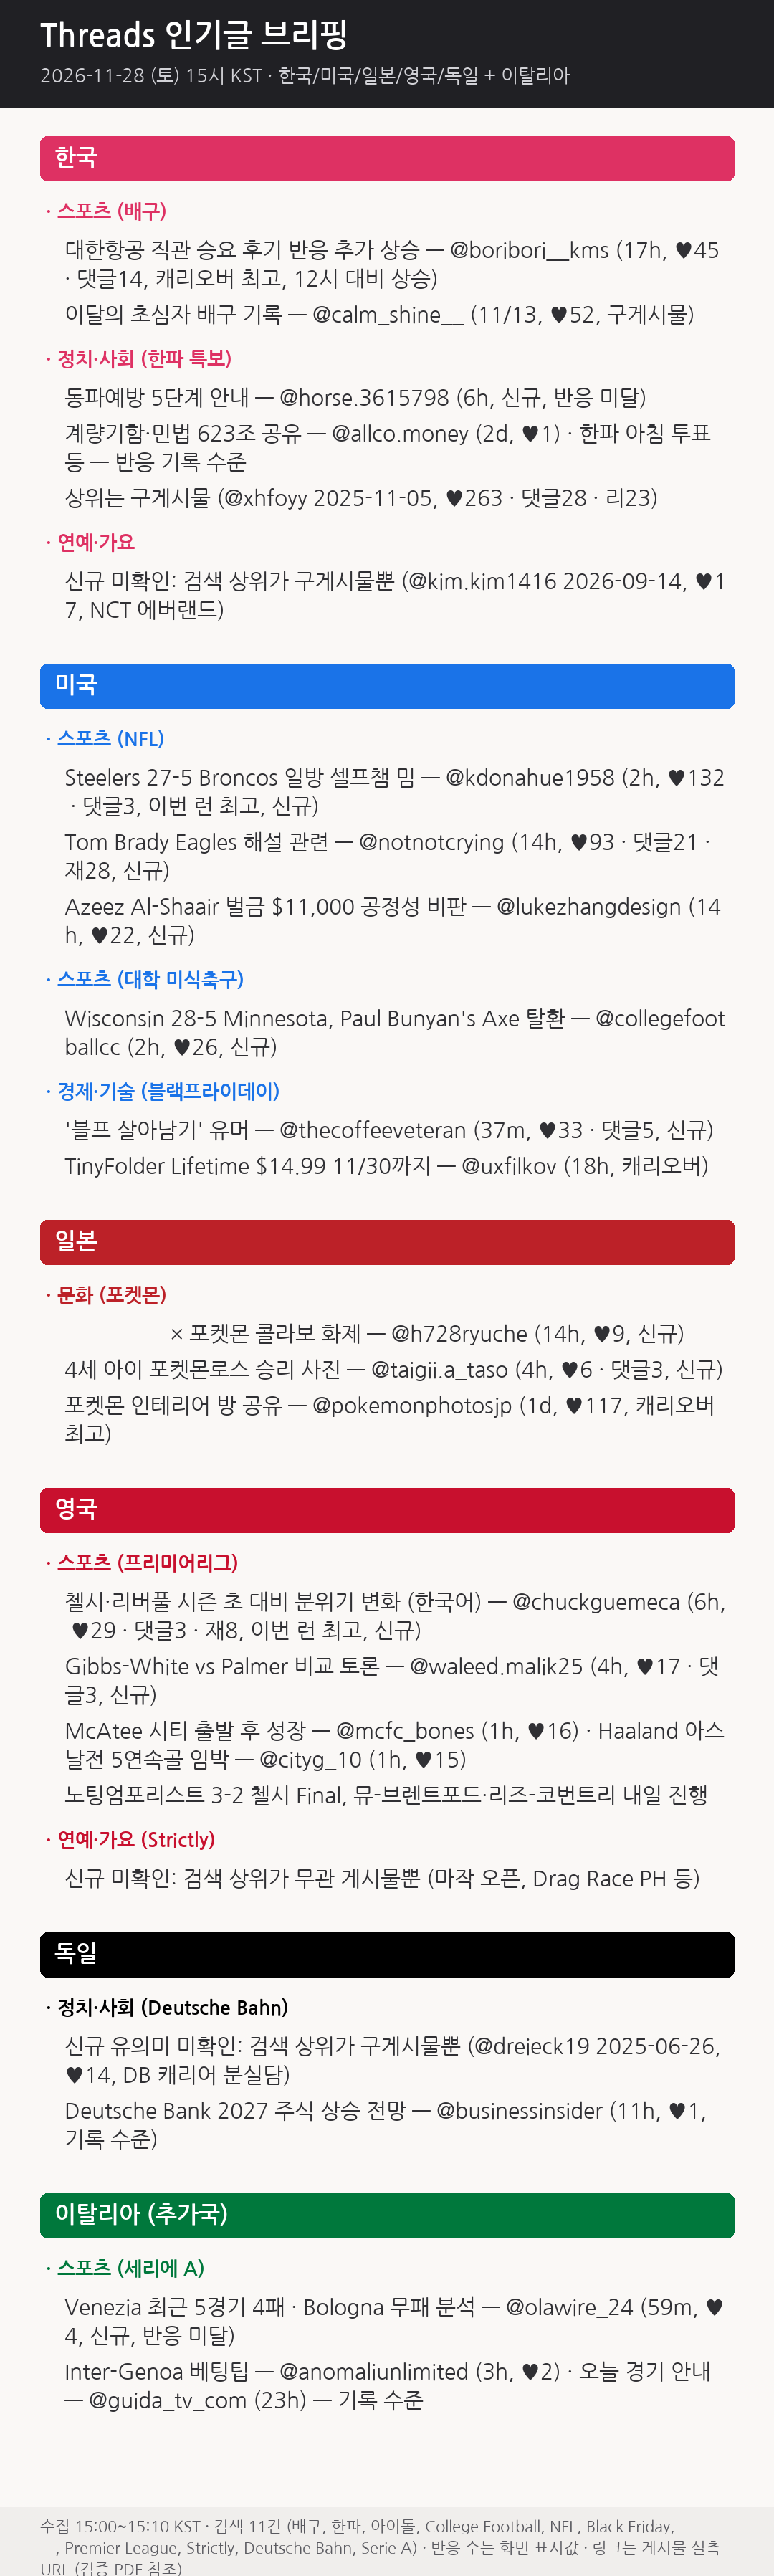 Threads 인기글 브리핑
2026-11-28 (토) 15시 KST · 한국/미국/일본/영국/독일 + 이탈리아
한국
· 스포츠 (배구)
대한항공 직관 승요 후기 반응 추가 상승 — @boribori__kms (17h, ♥45
· 댓글14, 캐리오버 최고, 12시 대비 상승)
이달의 초심자 배구 기록 — @calm_shine__ (11/13, ♥52, 구게시물)
· 정치·사회 (한파 특보)
동파예방 5단계 안내 — @horse.3615798 (6h, 신규, 반응 미달)
계량기함·민법 623조 공유 — @allco.money (2d, ♥1) · 한파 아침 투표
등 — 반응 기록 수준
상위는 구게시물 (@xhfoyy 2025-11-05, ♥263 · 댓글28 · 리23)
· 연예·가요
신규 미확인: 검색 상위가 구게시물뿐 (@kim.kim1416 2026-09-14, ♥1
7, NCT 에버랜드)
미국
· 스포츠 (NFL)
Steelers 27-5 Broncos 일방 셀프챔 밈 — @kdonahue1958 (2h, ♥132
· 댓글3, 이번 런 최고, 신규)
Tom Brady Eagles 해설 관련 — @notnotcrying (14h, ♥93 · 댓글21 ·
재28, 신규)
Azeez Al-Shaair 벌금 $11,000 공정성 비판 — @lukezhangdesign (14
h, ♥22, 신규)
· 스포츠 (대학 미식축구)
Wisconsin 28-5 Minnesota, Paul Bunyan's Axe 탈환 — @collegefoot
ballcc (2h, ♥26, 신규)
· 경제·기술 (블랙프라이데이)
'블프 살아남기' 유머 — @thecoffeeveteran (37m, ♥33 · 댓글5, 신규)
TinyFolder Lifetime $14.99 11/30까지 — @uxfilkov (18h, 캐리오버)
일본
· 문화 (포켓몬)
× 포켓몬 콜라보 화제 — @h728ryuche (14h, ♥9, 신규)
4세 아이 포켓몬로스 승리 사진 — @taigii.a_taso (4h, ♥6 · 댓글3, 신규)
포켓몬 인테리어 방 공유 — @pokemonphotosjp (1d, ♥117, 캐리오버
최고)
영국
· 스포츠 (프리미어리그)
첼시·리버풀 시즌 초 대비 분위기 변화 (한국어) — @chuckguemeca (6h,
♥29 · 댓글3 · 재8, 이번 런 최고, 신규)
Gibbs-White vs Palmer 비교 토론 — @waleed.malik25 (4h, ♥17 · 댓
글3, 신규)
McAtee 시티 출발 후 성장 — @mcfc_bones (1h, ♥16) · Haaland 아스
날전 5연속골 임박 — @cityg_10 (1h, ♥15)
노팅엄포리스트 3-2 첼시 Final, 뮤-브렌트포드·리즈-코번트리 내일 진행
· 연예·가요 (Strictly)
신규 미확인: 검색 상위가 무관 게시물뿐 (마작 오픈, Drag Race PH 등)
독일
· 정치·사회 (Deutsche Bahn)
신규 유의미 미확인: 검색 상위가 구게시물뿐 (@dreieck19 2025-06-26,
♥14, DB 캐리어 분실담)
Deutsche Bank 2027 주식 상승 전망 — @businessinsider (11h, ♥1,
기록 수준)
이탈리아 (추가국)
· 스포츠 (세리에 A)
Venezia 최근 5경기 4패 · Bologna 무패 분석 — @olawire_24 (59m, ♥
4, 신규, 반응 미달)
Inter-Genoa 베팅팁 — @anomaliunlimited (3h, ♥2) · 오늘 경기 안내
— @guida_tv_com (23h) — 기록 수준
수집 15:00~15:10 KST · 검색 11건 (배구, 한파, 아이돌, College Football, NFL, Black Friday,
, Premier League, Strictly, Deutsche Bahn, Serie A) · 반응 수는 화면 표시값 · 링크는 게시물 실측
URL (검증 PDF 참조)